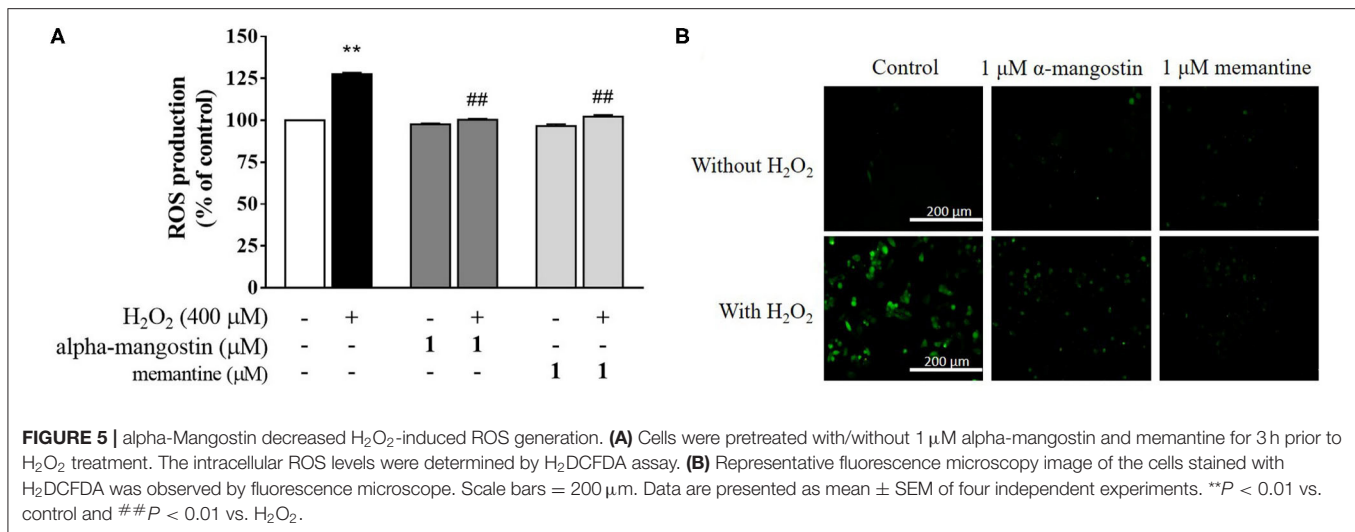 A
150
125
100
75
50
25
0
ROS production
(% of control)
**
##
##
H₂O₂ (400 μM) - + - + - +
alpha-mangostin (μM) - - 1 1 - -
memantine (μM) - - - - 1 1
B
Control 1 μM α-mangostin 1 μM memantine
Without H₂O₂
200 μm
With H₂O₂
200 μm
FIGURE 5 | alpha-Mangostin decreased H₂O₂-induced ROS generation. (A) Cells were pretreated with/without 1 μM alpha-mangostin and memantine for 3 h prior to
H₂O₂ treatment. The intracellular ROS levels were determined by H₂DCFDA assay. (B) Representative fluorescence microscopy image of the cells stained with
H₂DCFDA was observed by fluorescence microscope. Scale bars = 200 μm. Data are presented as mean ± SEM of four independent experiments. **P < 0.01 vs.
control and ##P < 0.01 vs. H₂O₂.